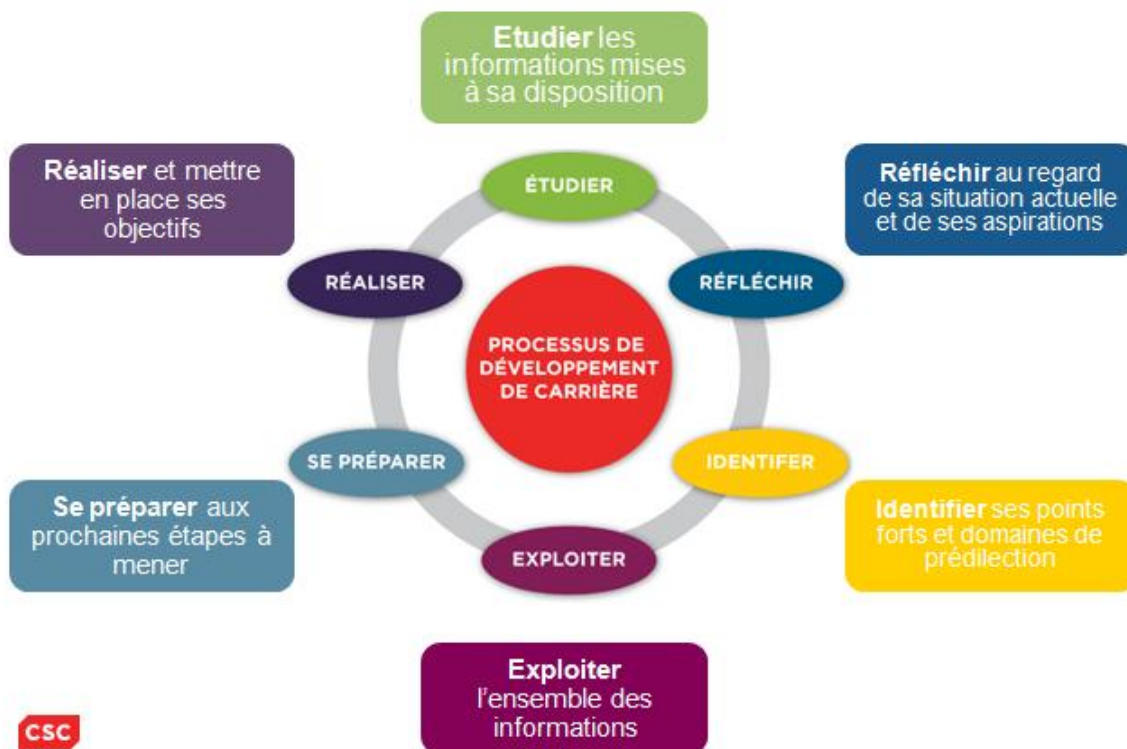 Etudier les
informations mises
à sa disposition
Réaliser et mettre
en place ses
objectifs
Réfléchir au regard
de sa situation actuelle
et de ses aspirations
ÉTUDIER
RÉALISER
RÉFLÉCHIR
PROCESSUS DE
DÉVELOPPEMENT
DE CARRIÈRE
SE PRÉPARER
IDENTIFER
EXPLOITER
Se préparer aux
prochaines étapes à
mener
Identifier ses points
forts et domaines de
prédilection
Exploiter
l'ensemble des
informations
CSC